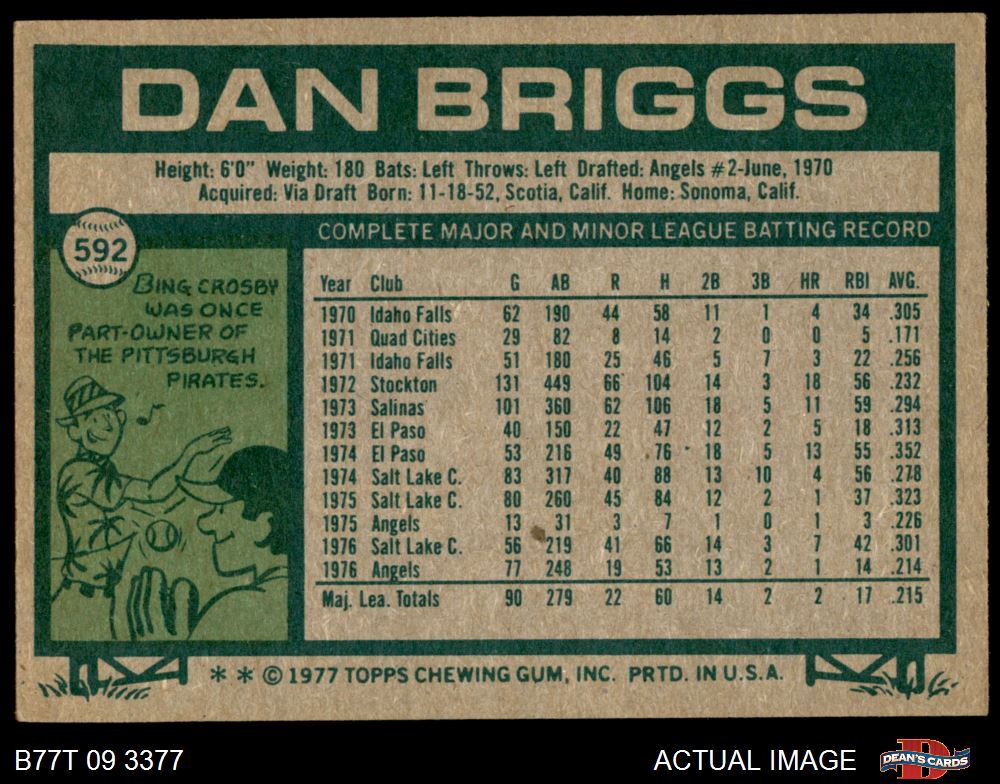 DAN BRIGGS
Height: 6'0" Weight: 180 Bats: Left Throws: Left Drafted: Angels #2-June, 1970
Acquired: Via Draft Born: 11-18-52, Scotia, Calif. Home: Sonoma, Calif.
592
BING CROSBY
WAS ONCE
PART-OWNER OF
THE PITTSBURGH
PIRATES.
COMPLETE MAJOR AND MINOR LEAGUE BATTING RECORD
Year Club G AB R H 2B 3B HR RBI AVG.
1970 Idaho Falls 62 190 44 58 11 1 4 34 .305
1971 Quad Cities 29 82 8 14 2 0 0 5 .171
1971 Idaho Falls 51 180 25 46 5 7 3 22 .256
1972 Stockton 131 449 66 104 14 3 18 56 .232
1973 Salinas 101 360 62 106 18 5 11 59 .294
1973 El Paso 40 150 22 47 12 2 5 18 .313
1974 El Paso 53 216 49 76 18 5 13 55 .352
1974 Salt Lake C. 83 317 40 88 13 10 4 56 .278
1975 Salt Lake C. 80 260 45 84 12 2 1 37 .323
1975 Angels 13 31 3 7 1 0 1 3 .226
1976 Salt Lake C. 56 219 41 66 14 3 7 42 .301
1976 Angels 77 248 19 53 13 2 1 14 .214
Maj. Lea. Totals 90 279 22 60 14 2 2 17 .215
* * © 1977 TOPPS CHEWING GUM, INC. PRTD. IN U.S.A.
B77T 09 3377
ACTUAL IMAGE
DEAN'S CARDS